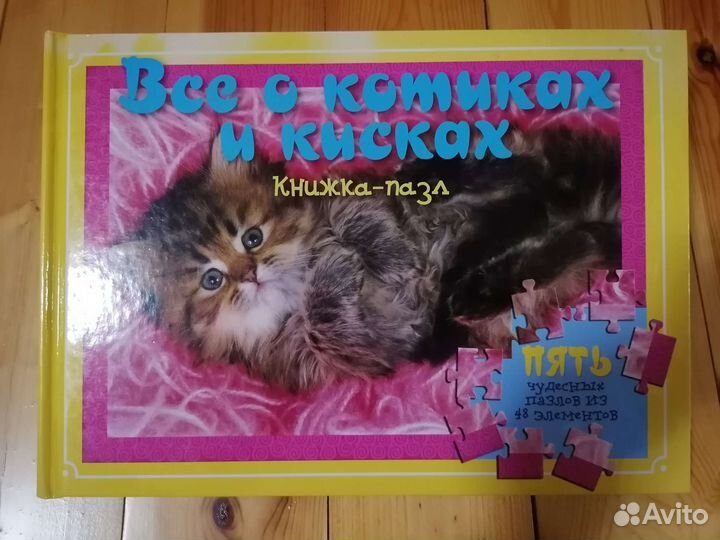 Все о котиках
и кисках
Книжка-пазл
ПЯТЬ
чудесных
пазлов из
48 элементов
Avito